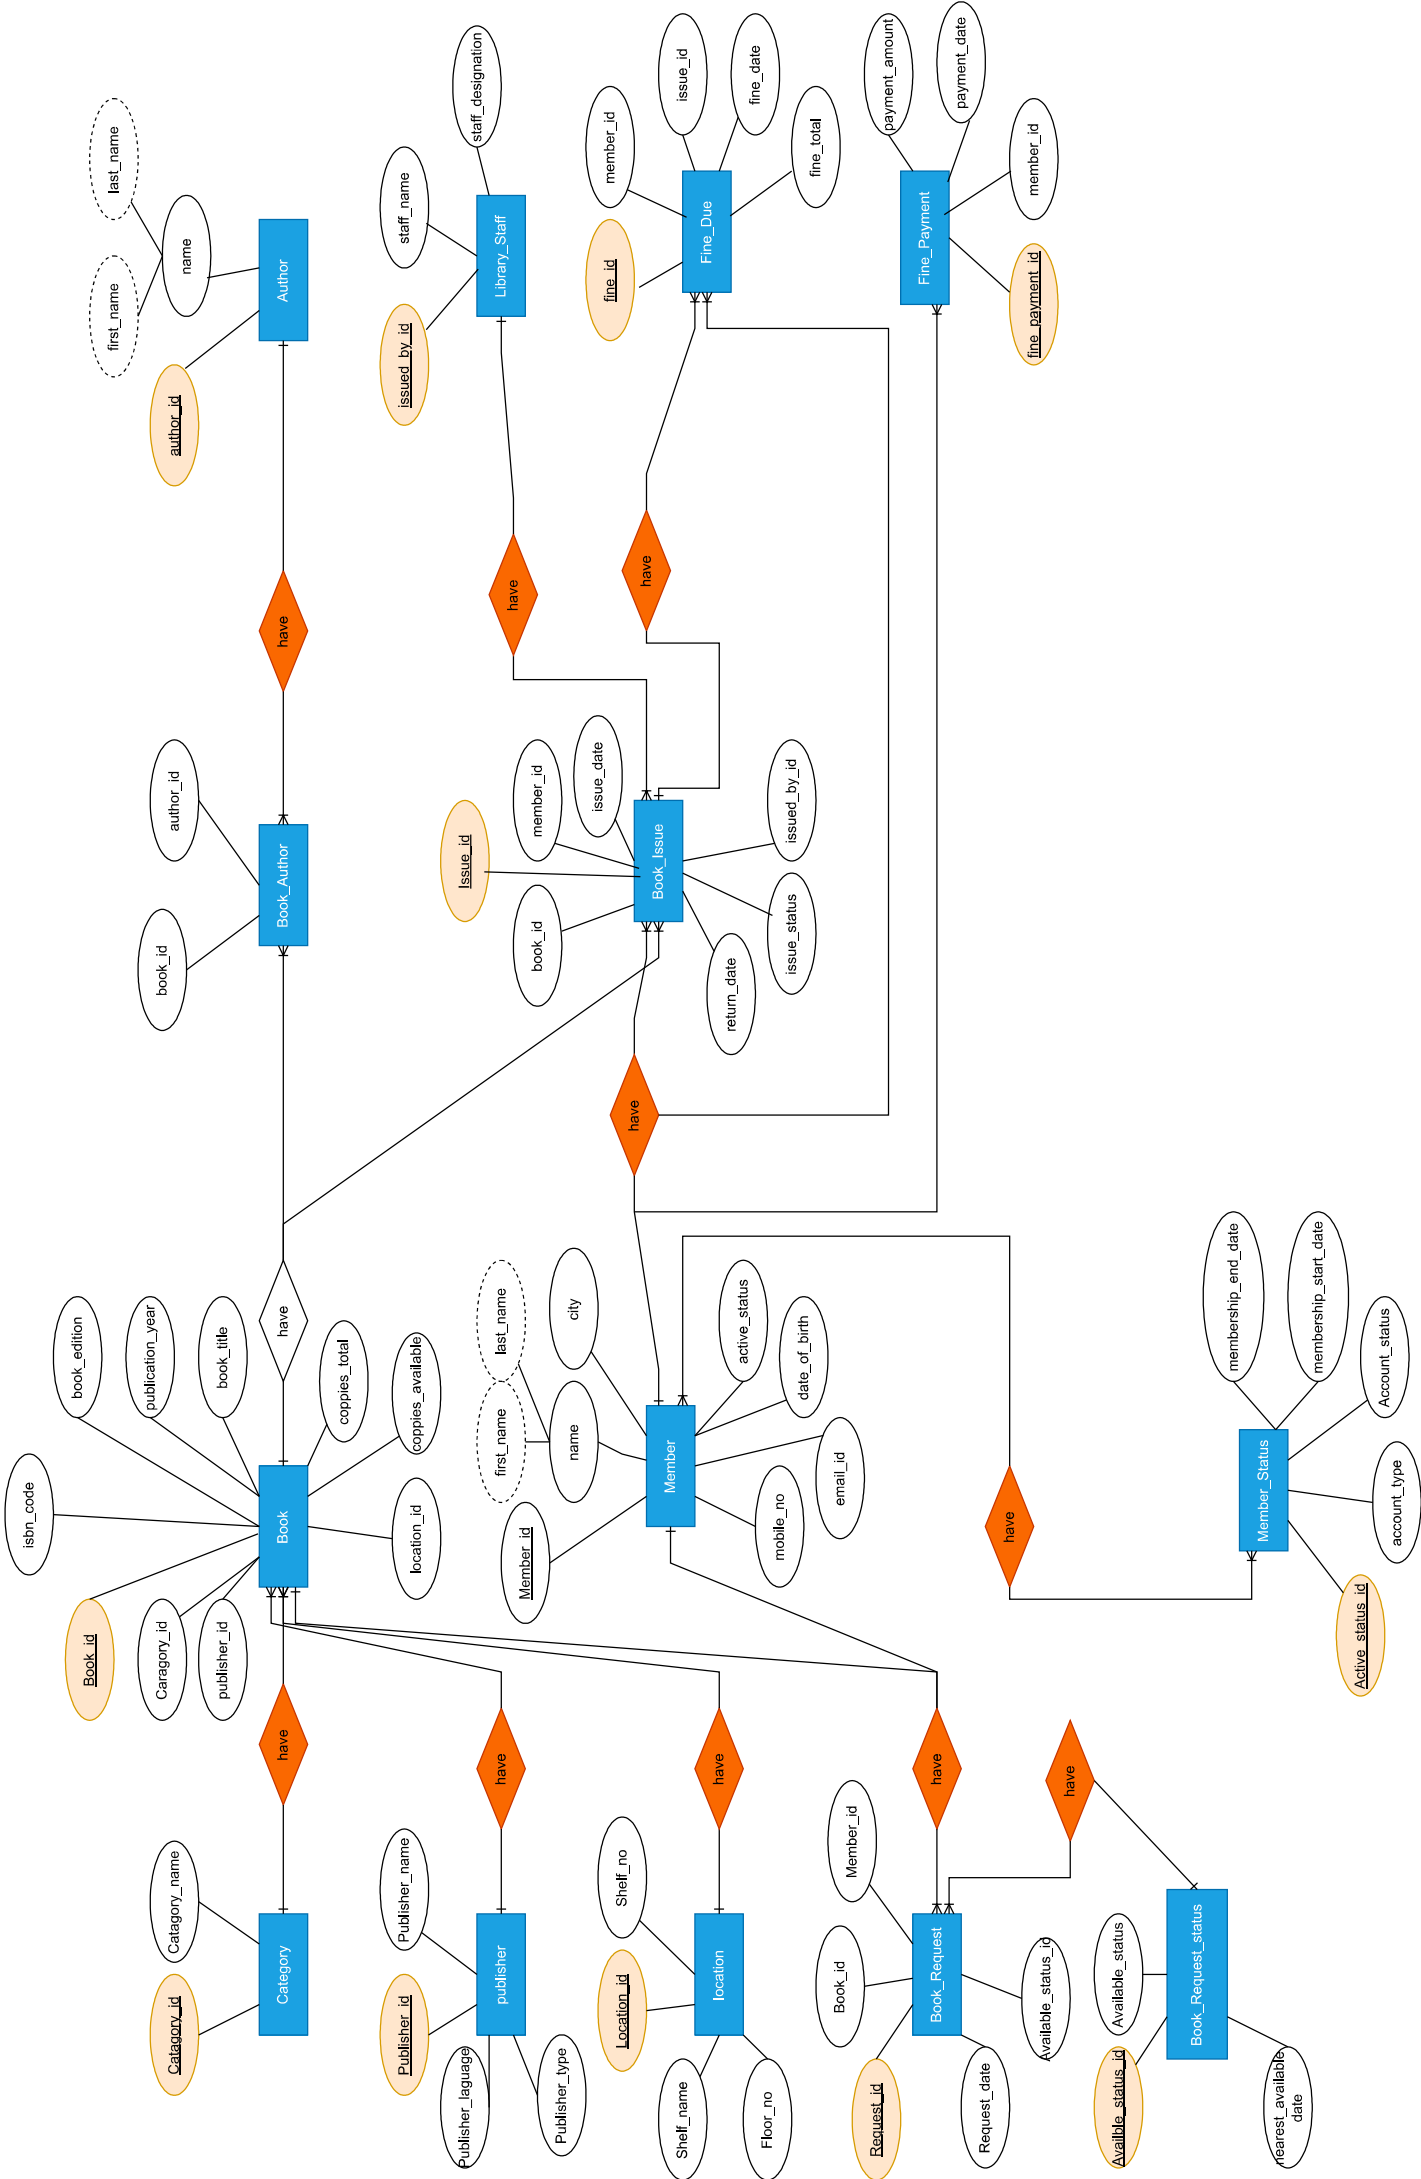 isbn_code
book_edition
Book_id
first_name
last_name
publication_year
Caragory_id
book_id
Catagory_id
Catagory_name
author_id
author_id
name
publisher_id
book_title
Category
have
Book
have
Book_Author
have
Author
coppies_total
Publisher_id
Publisher_name
location_id
coppies_available
issued_by_id
staff_name
Publisher_laguage
Issue_id
staff_designation
publisher
have
first_name
last_name
Library_Staff
have
Member_id
book_id
member_id
Publisher_type
name
city
issue_date
Location_id
Shelf_no
fine_id
member_id
have
have
Member
Book_Issue
Shelf_name
issue_id
location
have
Fine_Due
return_date
active_status
fine_date
Floor_no
mobile_no
date_of_birth
issue_status
issued_by_id
fine_total
email_id
Book_id
Member_id
Request_id
payment_amount
Book_Request
have
Fine_Payment
payment_date
Request_date
have
fine_payment_id
member_id
Available_status_id
have
Availble_status_id
Available_status
Book_Request_status
membership_end_date
Member_Status
nearest_available
date
membership_start_date
Active_status_id
Account_status
account_type